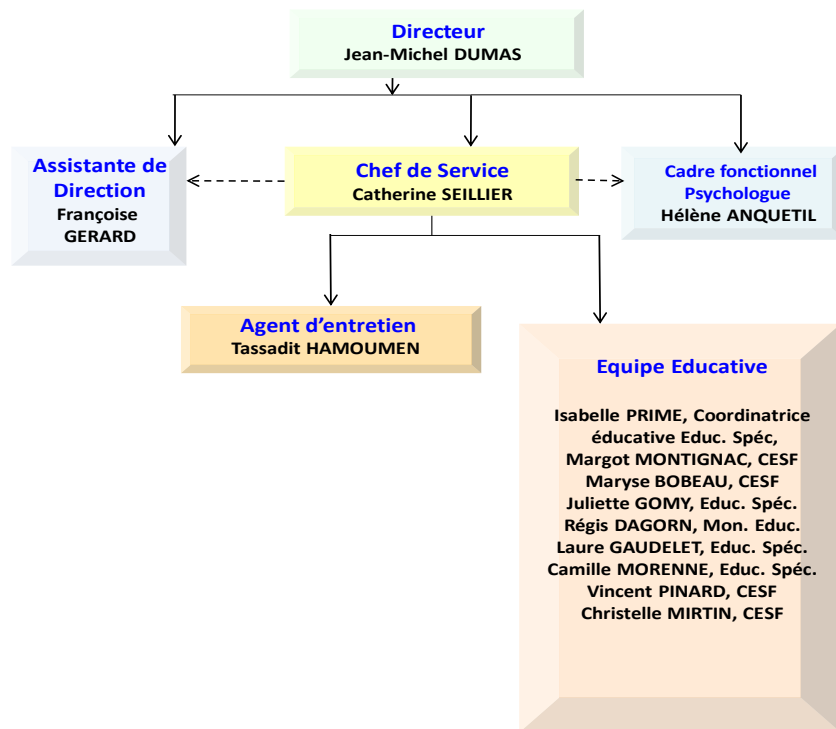 Directeur
Jean-Michel DUMAS
Assistante de
Direction
Françoise
GERARD
Chef de Service
Catherine SEILLIER
Cadre fonctionnel
Psychologue
Hélène ANQUETIL
Agent d’entretien
Tassadit HAMOUMEN
Equipe Educative
Isabelle PRIME, Coordinatrice
éducative Educ. Spéc,
Margot MONTIGNAC, CESF
Maryse BOBEAU, CESF
Juliette GOMY, Educ. Spéc.
Régis DAGORN, Mon. Educ.
Laure GAUDELET, Educ. Spéc.
Camille MORENNE, Educ. Spéc.
Vincent PINARD, CESF
Christelle MIRTIN, CESF